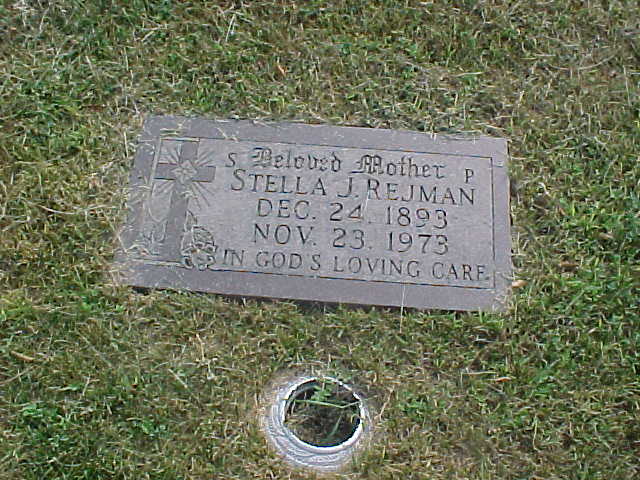 S Beloved Mother P
STELLA J. REJMAN
DEC. 24. 1893
NOV. 23. 1973
IN GOD'S LOVING CARE